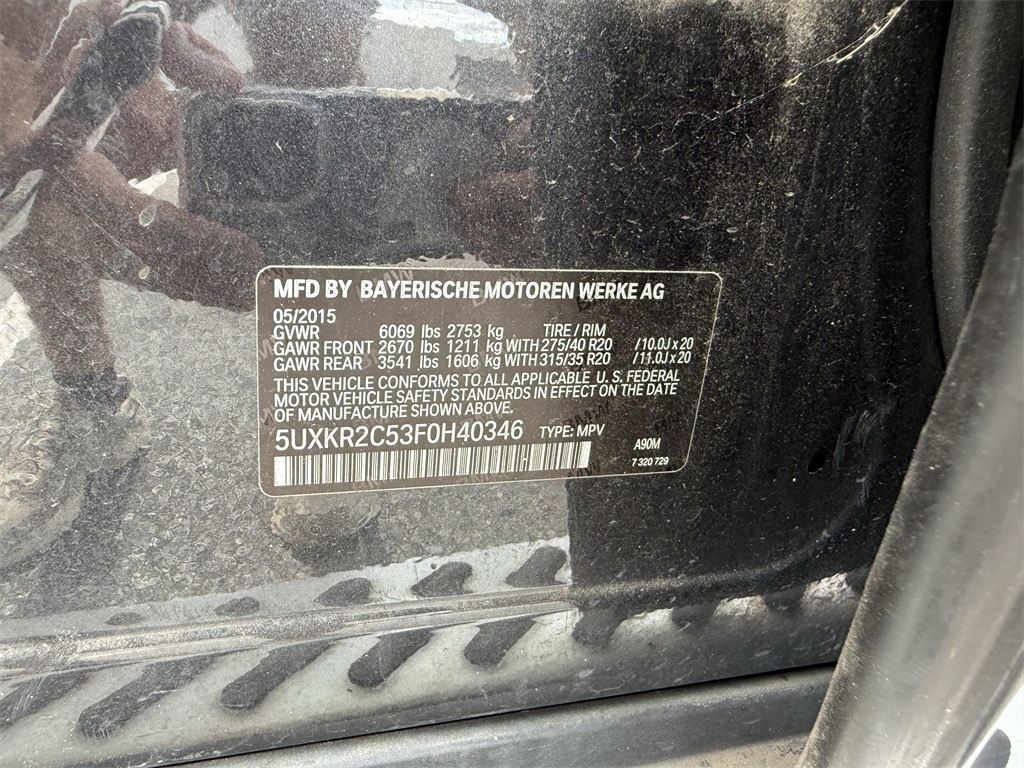 MFD BY BAYERISCHE MOTOREN WERKE AG
05/2015
GVWR 6069 lbs 2753 kg TIRE / RIM
GAWR FRONT 2670 lbs 1211 kg WITH 275/40 R20 /10.0J x 20
GAWR REAR 3541 lbs 1606 kg WITH 315/35 R20 /11.0J x 20
THIS VEHICLE CONFORMS TO ALL APPLICABLE U.S. FEDERAL
MOTOR VEHICLE SAFETY STANDARDS IN EFFECT ON THE DATE
OF MANUFACTURE SHOWN ABOVE.
5UXKR2C53F0H40346 TYPE: MPV A90M
7 320 729